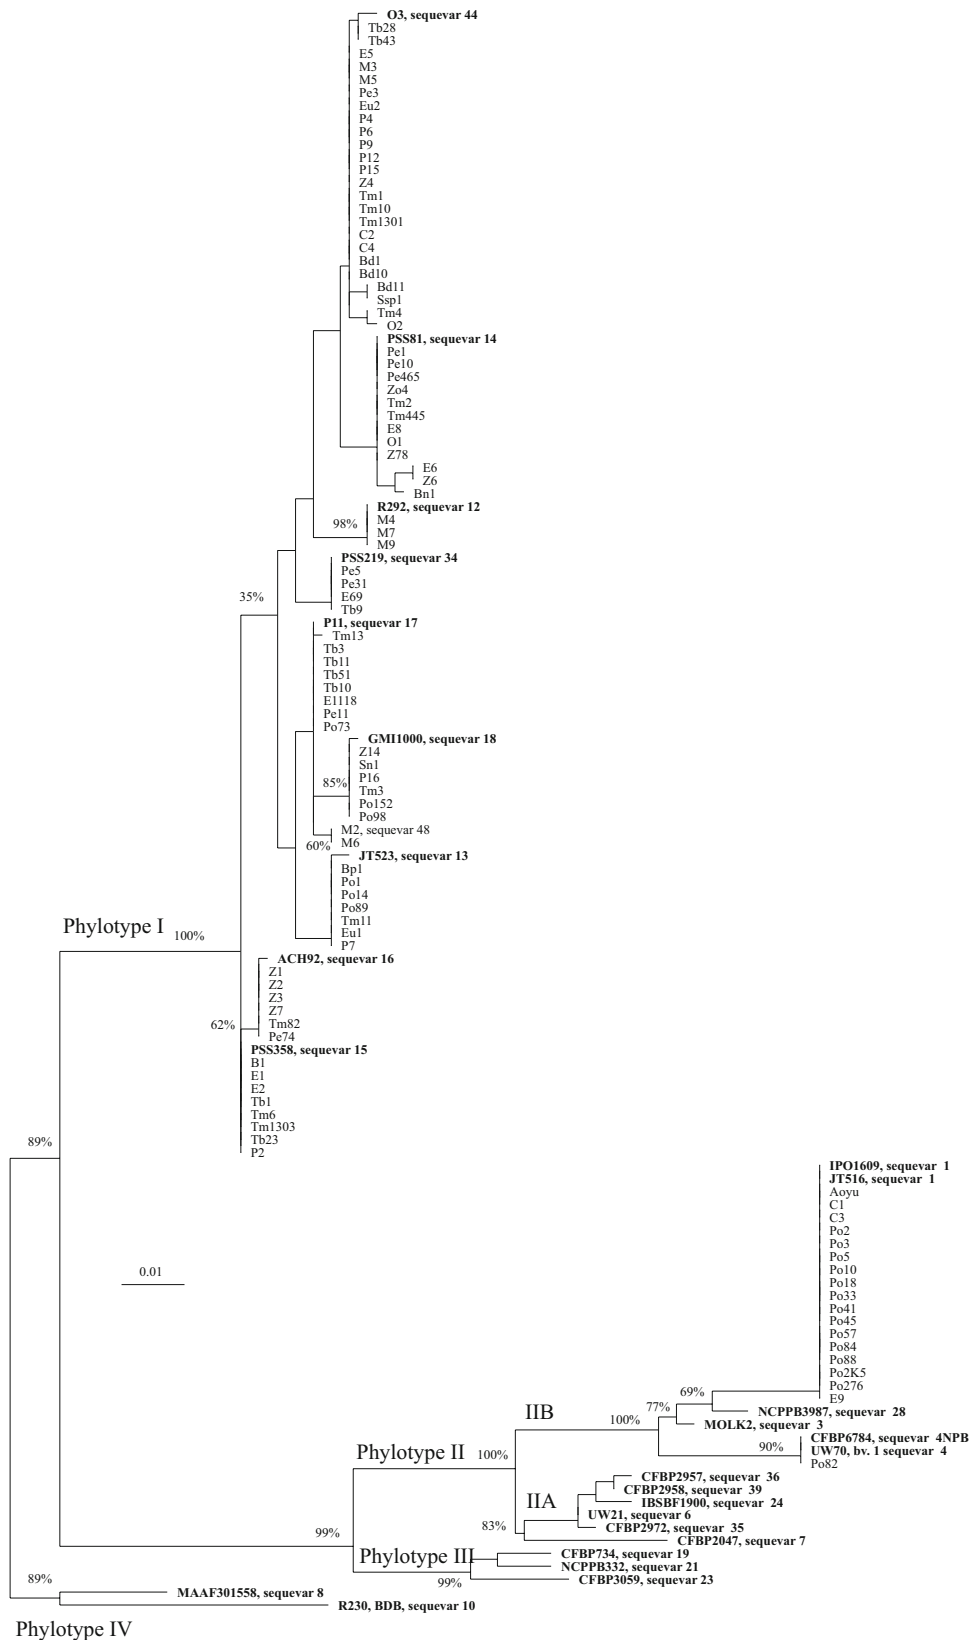 O3, sequevar 44
Tb28
Tb43
E5
M3
M5
Pe3
Eu2
P4
P6
P9
P12
P15
Z4
Tm1
Tm10
Tm1301
C2
C4
Bd1
Bd10
Bd11
Ssp1
Tm4
O2
PSS81, sequevar 14
Pe1
Pe10
Pe465
Zo4
Tm2
Tm445
E8
O1
Z78
E6
Z6
Bn1
R292, sequevar 12
98%
M4
M7
M9
PSS219, sequevar 34
Pe5
Pe31
35%
E69
Tb9
P11, sequevar 17
Tm13
Tb3
Tb11
Tb51
Tb10
E1118
Pe11
Po73
GMI1000, sequevar 18
Z14
Sn1
P16
85%
Tm3
Po152
Po98
M2, sequevar 48
M6
60%
JT523, sequevar 13
Bp1
Po1
Po14
Po89
Tm11
Eu1
P7
Phylotype I
100%
ACH92, sequevar 16
Z1
Z2
Z3
Z7
62%
Tm82
Pe74
PSS358, sequevar 15
B1
E1
E2
Tb1
Tm6
Tm1303
Tb23
P2
89%
IPO1609, sequevar 1
JT516, sequevar 1
Aoyu
C1
C3
Po2
Po3
Po5
Po10
0.01
Po18
Po33
Po41
Po45
Po57
Po84
Po88
Po2K5
Po276
69%
E9
77%
NCPPB3987, sequevar 28
IIB
100%
MOLK2, sequevar 3
CFBP6784, sequevar 4NPB
90%
UW70, bv. 1 sequevar 4
Po82
Phylotype II
100%
CFBP2957, sequevar 36
CFBP2958, sequevar 39
IIA
IBSBF1900, sequevar 24
UW21, sequevar 6
83%
CFBP2972, sequevar 35
99%
CFBP2047, sequevar 7
Phylotype III
CFBP734, sequevar 19
NCPPB332, sequevar 21
99%
CFBP3059, sequevar 23
89%
MAAF301558, sequevar 8
R230, BDB, sequevar 10
Phylotype IV